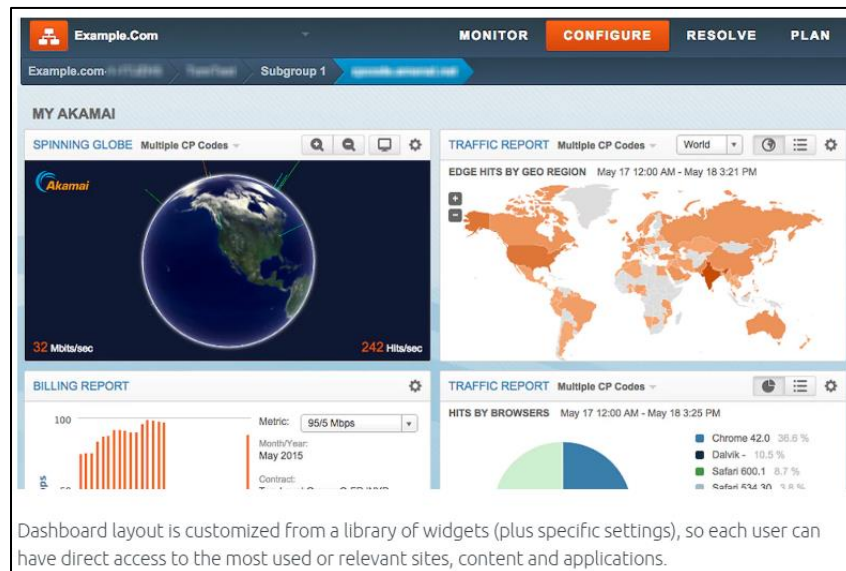 Example.Com
MONITOR CONFIGURE RESOLVE PLAN
Example.com Subgroup 1
MY AKAMAI
SPINNING GLOBE Multiple CP Codes
Akamai
32 Mbits/sec 242 Hits/sec
TRAFFIC REPORT Multiple CP Codes World
EDGE HITS BY GEO REGION May 17 12:00 AM - May 18 3:21 PM
+
-
BILLING REPORT
100
Metric: 95/5 Mbps
Month/Year:
May 2015
Contract:
TRAFFIC REPORT Multiple CP Codes
HITS BY BROWSERS May 17 12:00 AM - May 18 3:25 PM
Chrome 42.0 36.6 %
Dalvik - 10.5 %
Safari 600.1 8.7 %
Safari 534.30 3.8 %
Dashboard layout is customized from a library of widgets (plus specific settings), so each user can
have direct access to the most used or relevant sites, content and applications.